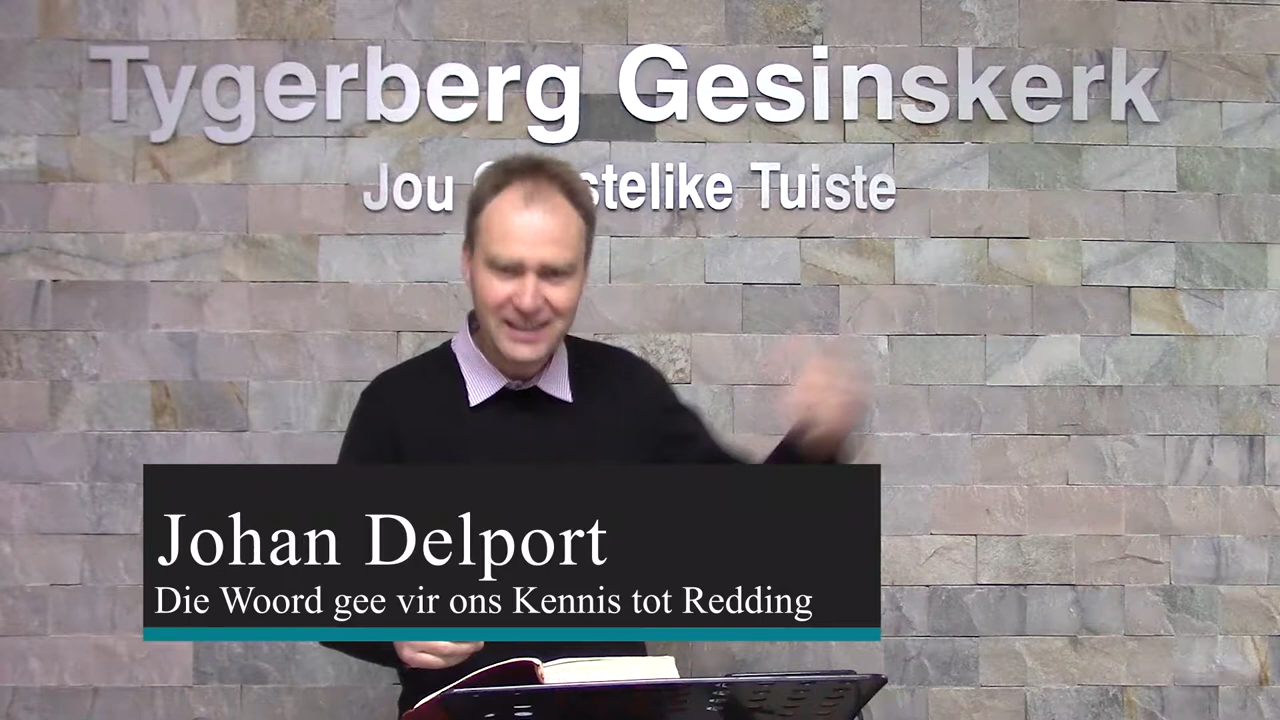 Tygerberg Gesinskerk
Jou stelike Tuiste
Johan Delport
Die Woord gee vir ons Kennis tot Redding